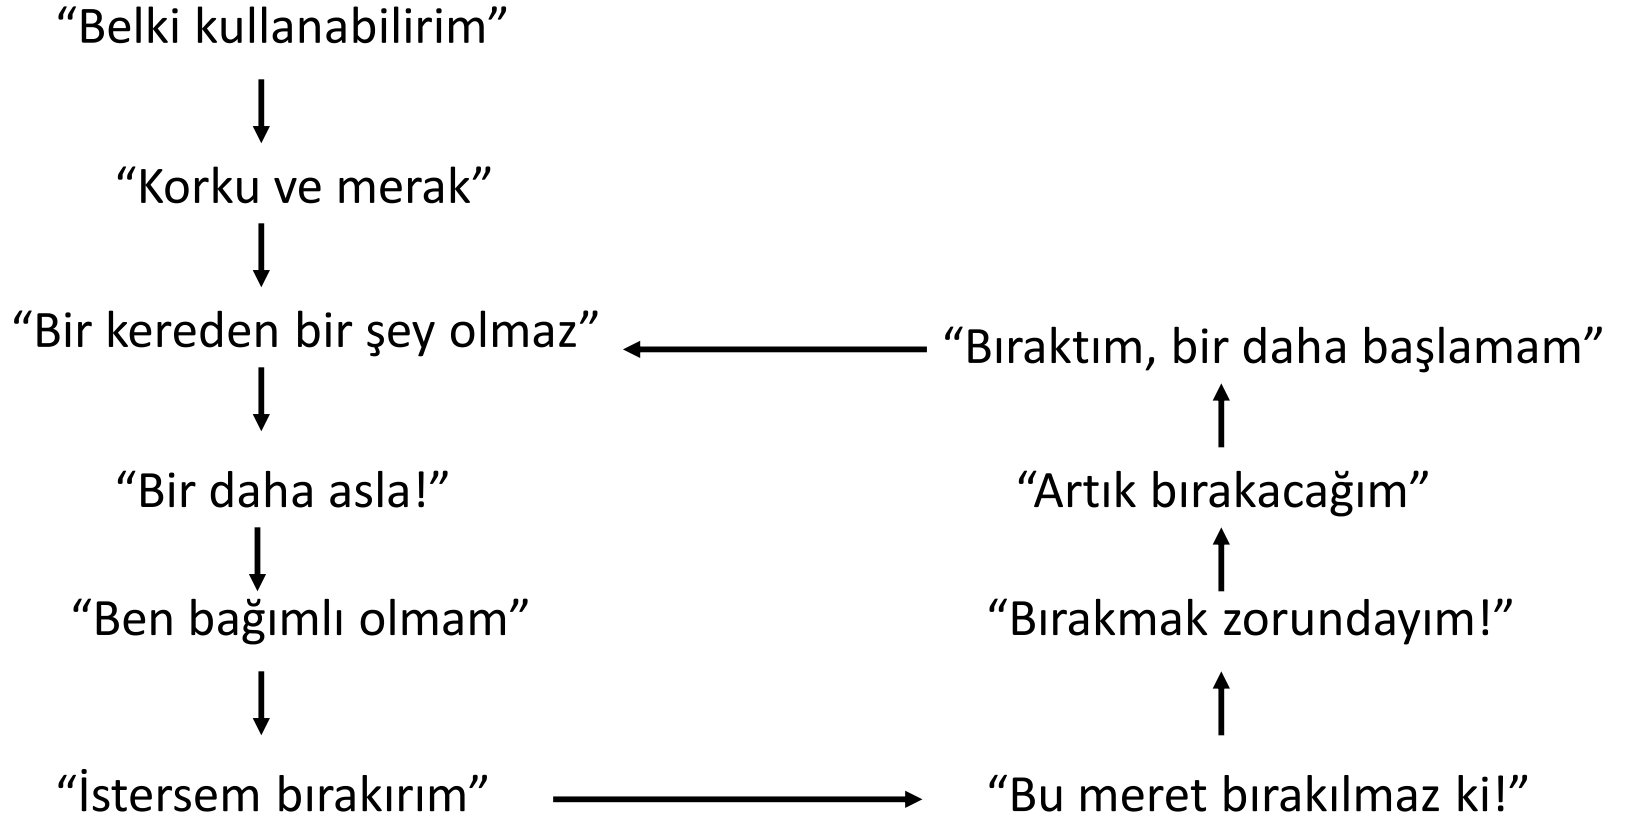 “Belki kullanabilirim”
“Korku ve merak”
“Bir kereden bir şey olmaz”
“Bir daha asla!”
“Ben bağımlı olmam”
“İstersem bırakırım”
“Bu meret bırakılmaz ki!”
“Bırakmak zorundayım!”
“Artık bırakacağım”
“Bıraktım, bir daha başlamam”